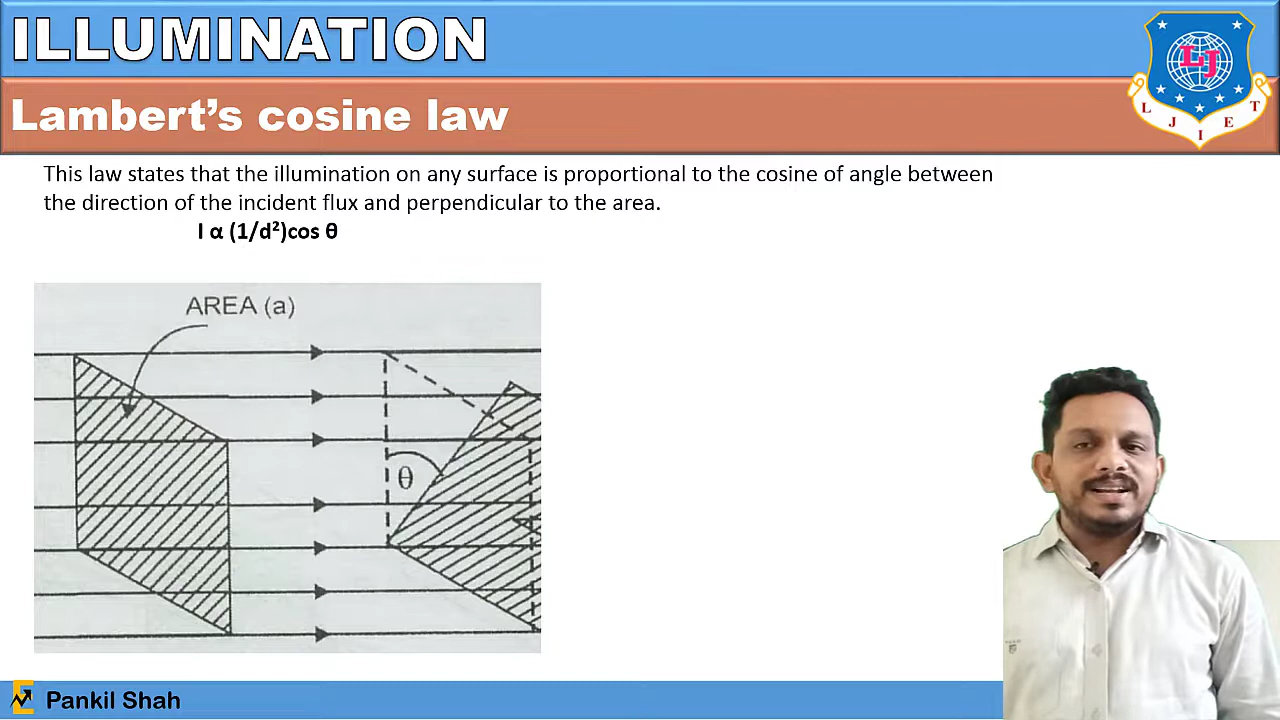 ILLUMINATION
Lambert’s cosine law
LJ
L J I E T
This law states that the illumination on any surface is proportional to the cosine of angle between
the direction of the incident flux and perpendicular to the area.
I α (1/d²)cos θ
AREA (a)
θ
Pankil Shah